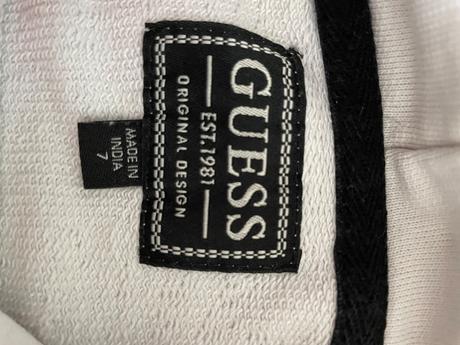 GUESS
EST.1981
ORIGINAL DESIGN
MADE IN
INDIA
7